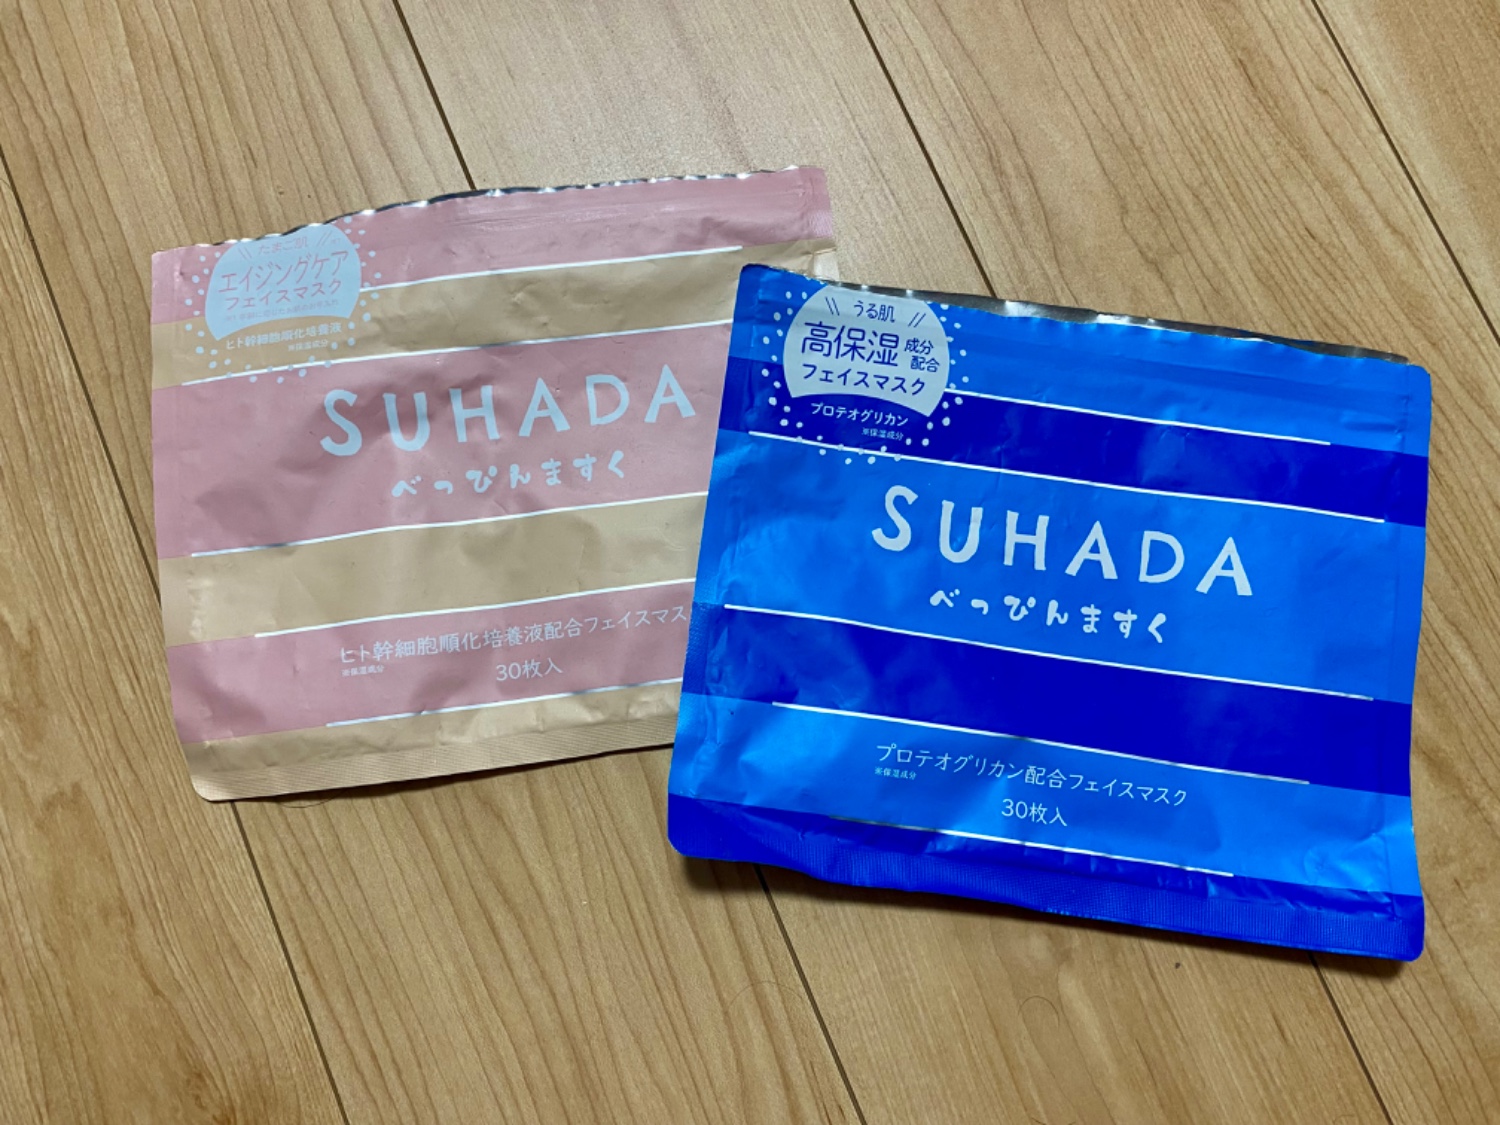 たまご肌
エイジングケア
フェイスマスク
ヒト幹細胞順化培養液
※保湿成分
SUHADA
べっぴんますく
ヒト幹細胞順化培養液配合フェイスマス
※保湿成分
30枚入
うる肌
高保湿 成分配合
フェイスマスク
プロテオグリカン
※保湿成分
SUHADA
べっぴんますく
プロテオグリカン配合フェイスマスク
※保湿成分
30枚入